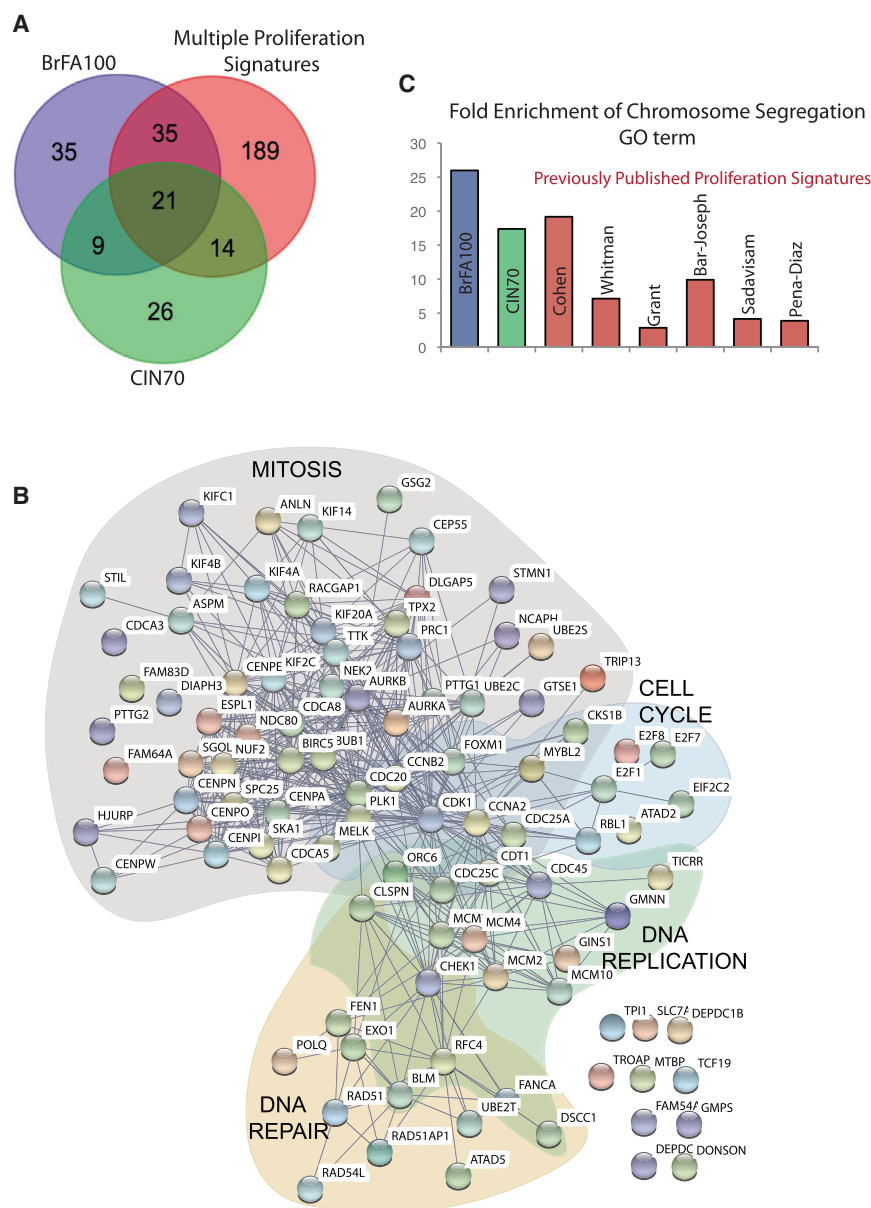 A
BrFA100
Multiple Proliferation
Signatures
35
35
189
21
9
14
26
CIN70
C
Fold Enrichment of Chromosome Segregation
GO term
Previously Published Proliferation Signatures
30
25
20
15
10
5
0
BrFA100
CIN70
Cohen
Whitman
Grant
Bar-Joseph
Sadavisam
Pena-Diaz
B
MITOSIS
KIFC1
ANLN
KIF14
GSG2
CEP55
STIL
KIF4B
KIF4A
RACGAP1
DLGAP5
STMN1
ASPM
CDCA3
KIF20A
TPX2
TTK
PRC1
NCAPH
UBE2S
TRIP13
FAM83D
DIAPH3
CENPE
KIF2C
NEK2
AURKB
PTTG1
UBE2C
GTSE1
CELL
CYCLE
PTTG2
ESPL1
NDC80
CDCA8
AURKA
CKS1B
E2F8
E2F7
FAM64A
SGOL
NUF2
BIRC5
BUB1
CCNB2
FOXM1
MYBL2
E2F1
EIF2C2
CENPN
SPC25
CENPA
CDC20
PLK1
CDK1
CCNA2
CDC25A
RBL1
ATAD2
HJURP
CENPO
SKA1
MELK
CENPW
CENPI
CDCA5
ORC6
CDT1
CDC25C
CDC45
TICRR
CLSPN
GMNN
MCM
MCM4
GINS1
DNA
REPLICATION
CHEK1
MCM2
MCM10
FEN1
EXO1
POLQ
RFC4
TPI1
SLC7A
DEPDC1B
BLM
FANCA
TROAP
MTBP
TCF19
DNA
REPAIR
RAD51
UBE2T
DSCC1
FAM54A
GMPS
RAD51AP1
RAD54L
ATAD5
DEPDC
DONSON